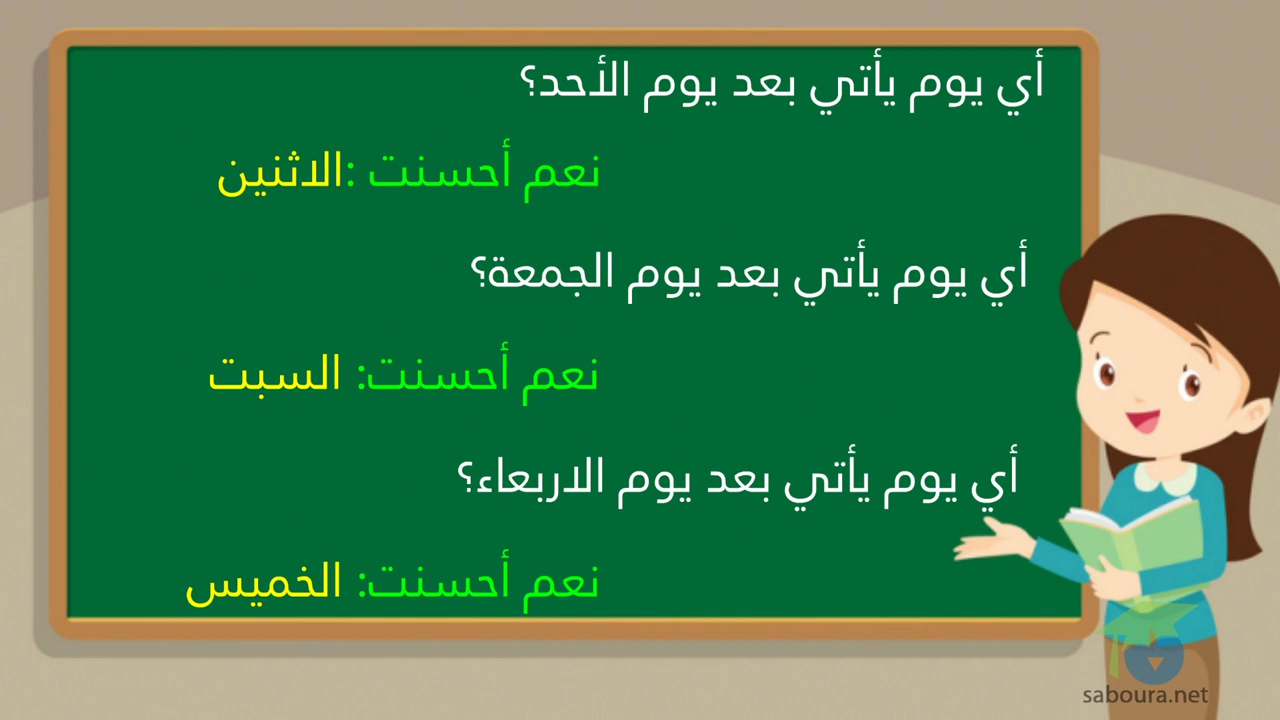 أي يوم يأتي بعد يوم الأحد؟
نعم أحسنت :الاثنين
أي يوم يأتي بعد يوم الجمعة؟
نعم أحسنت: السبت
أي يوم يأتي بعد يوم الاربعاء؟
نعم أحسنت: الخميس
saboura.net